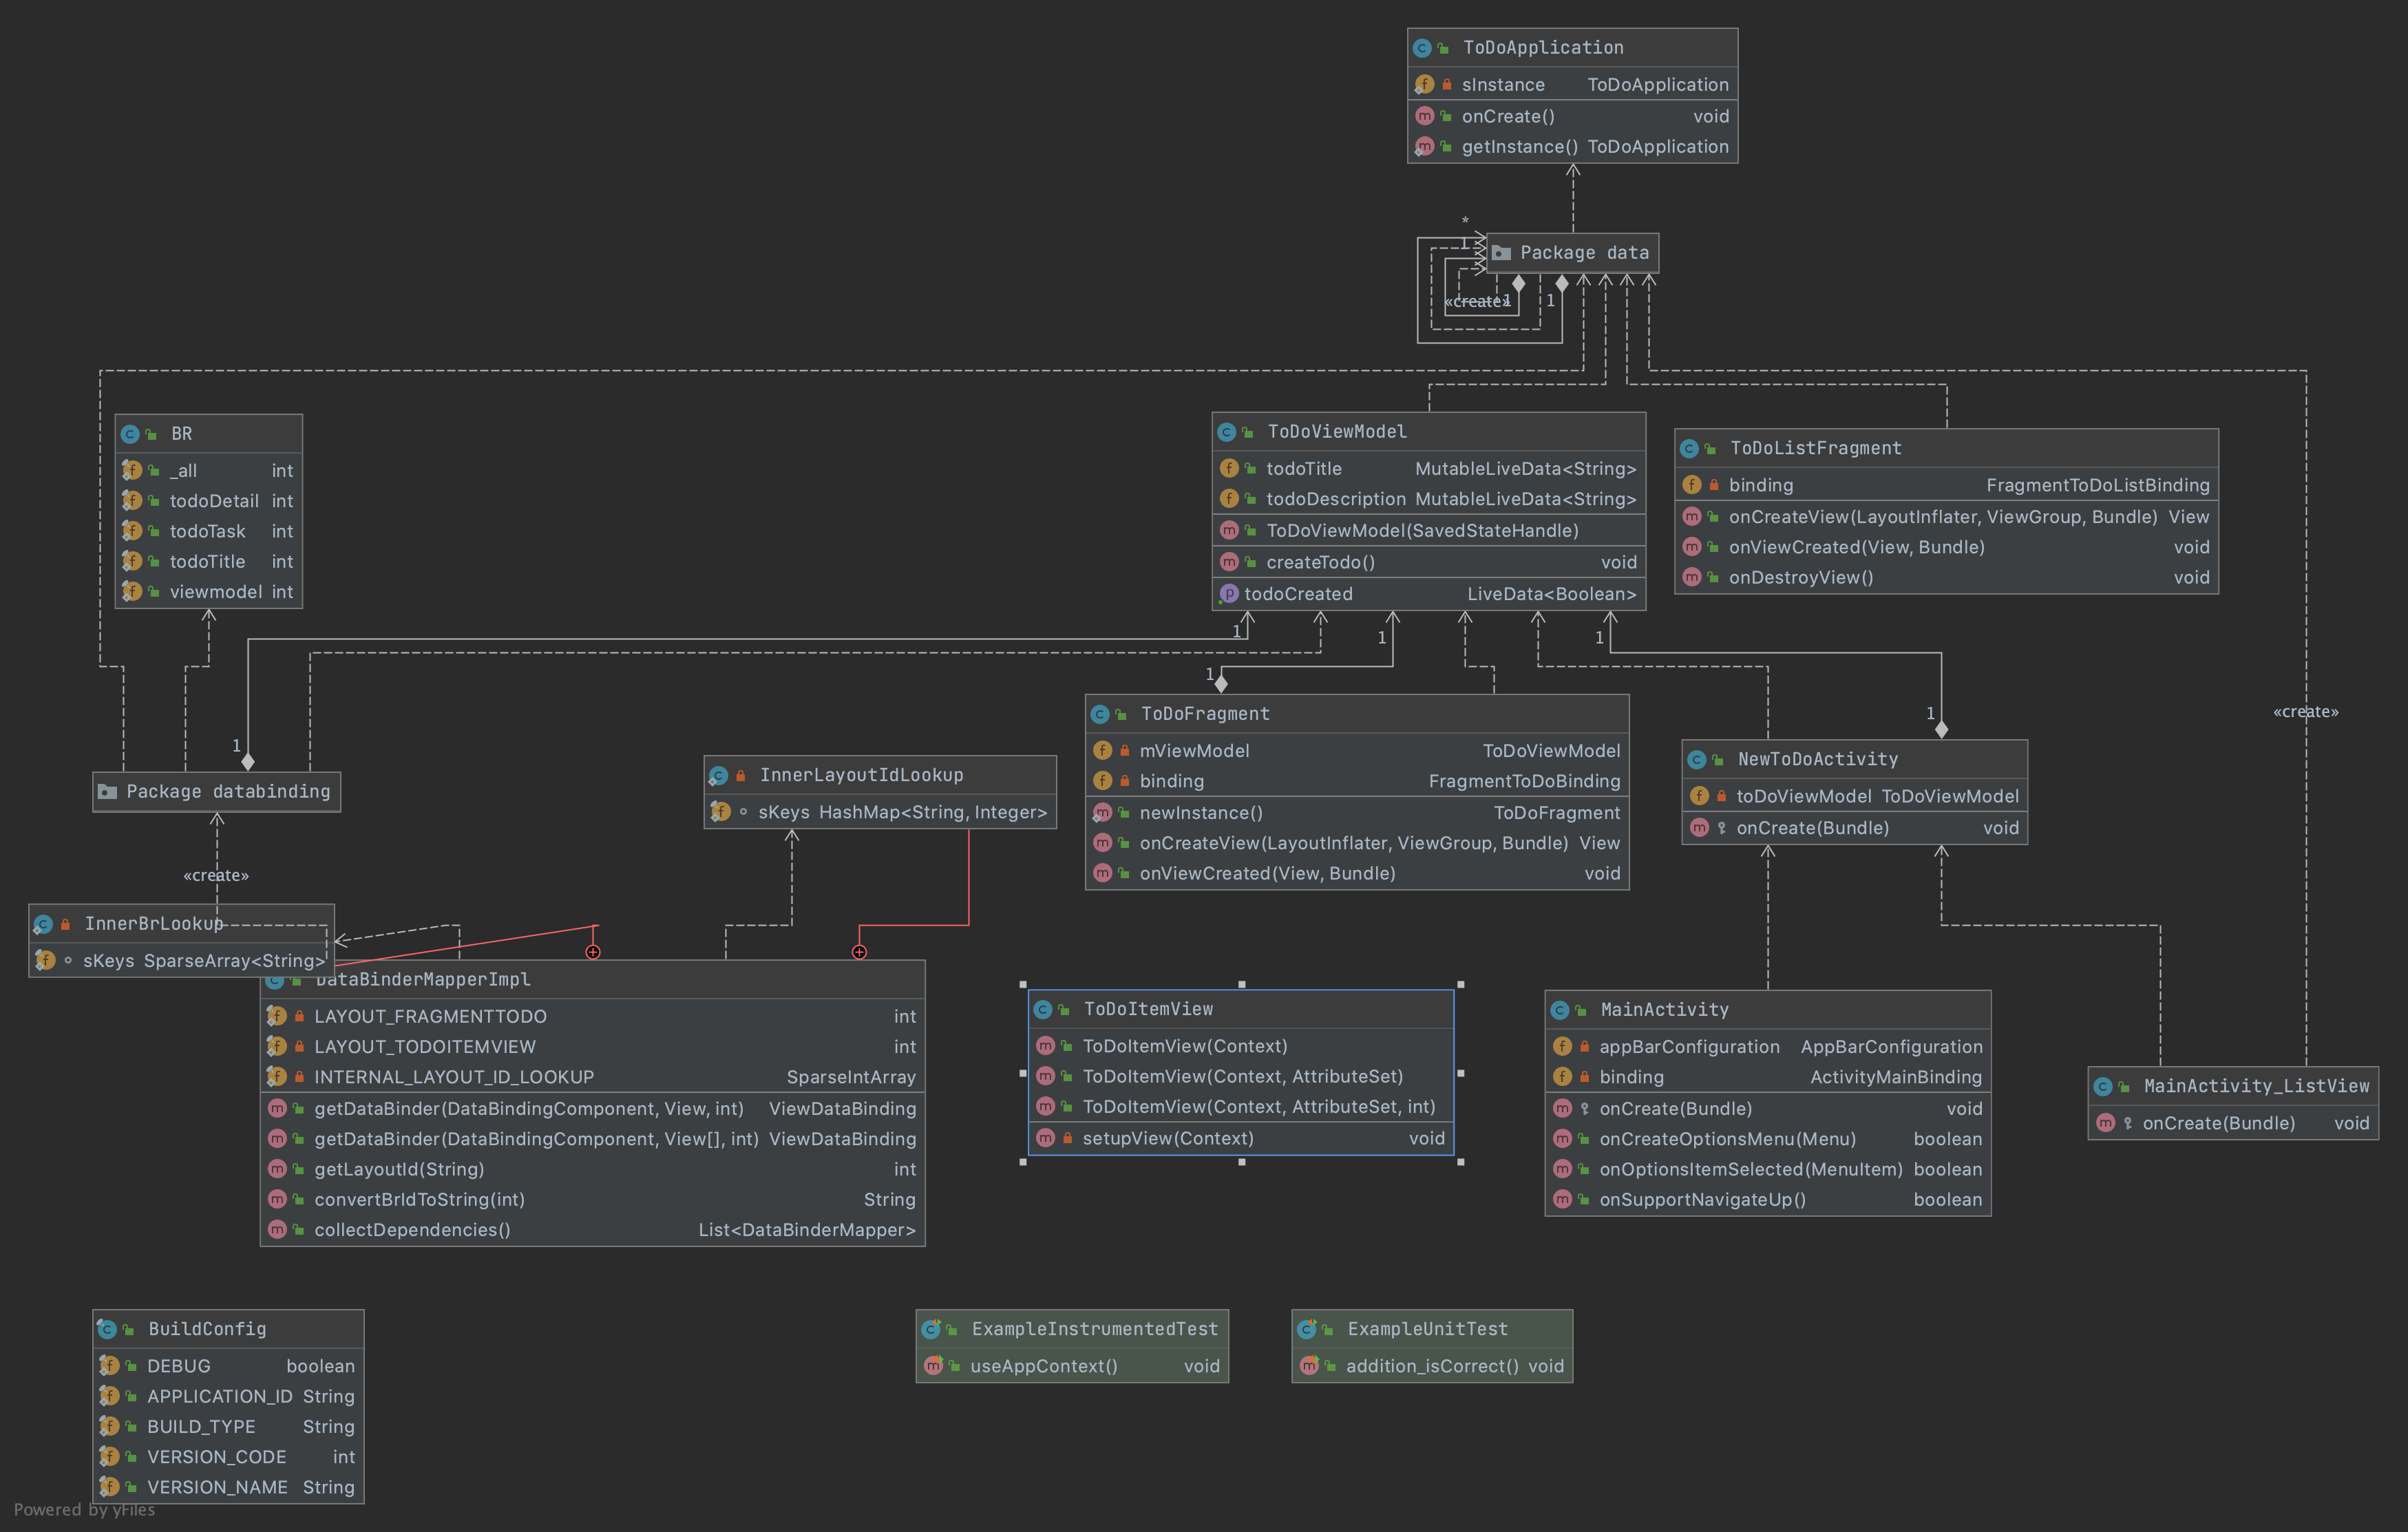 ToDoApplication
sInstance ToDoApplication
onCreate() void
getInstance() ToDoApplication
*
1
Package data
«create»
1
1
BR
_all int
todoDetail int
todoTask int
todoTitle int
viewmodel int
ToDoViewModel
todoTitle MutableLiveData<String>
todoDescription MutableLiveData<String>
ToDoViewModel(SavedStateHandle)
createTodo() void
todoCreated LiveData<Boolean>
ToDoListFragment
binding FragmentToDoListBinding
onCreateView(LayoutInflater, ViewGroup, Bundle) View
onViewCreated(View, Bundle) void
onDestroyView() void
1
1
1
1
1
1
«create»
Package databinding
InnerLayoutIdLookup
sKeys HashMap<String, Integer>
ToDoFragment
mViewModel ToDoViewModel
binding FragmentToDoBinding
newInstance() ToDoFragment
onCreateView(LayoutInflater, ViewGroup, Bundle) View
onViewCreated(View, Bundle) void
NewToDoActivity
toDoViewModel ToDoViewModel
onCreate(Bundle) void
«create»
InnerBrLookup
sKeys SparseArray<String>
DataBinderMapperImpl
LAYOUT_FRAGMENTTODO int
LAYOUT_TODOITEMVIEW int
INTERNAL_LAYOUT_ID_LOOKUP SparseIntArray
getDataBinder(DataBindingComponent, View, int) ViewDataBinding
getDataBinder(DataBindingComponent, View[], int) ViewDataBinding
getLayoutId(String) int
convertBrIdToString(int) String
collectDependencies() List<DataBinderMapper>
ToDoItemView
ToDoItemView(Context)
ToDoItemView(Context, AttributeSet)
ToDoItemView(Context, AttributeSet, int)
setupView(Context) void
MainActivity
appBarConfiguration AppBarConfiguration
binding ActivityMainBinding
onCreate(Bundle) void
onCreateOptionsMenu(Menu) boolean
onOptionsItemSelected(MenuItem) boolean
onSupportNavigateUp() boolean
MainActivity_ListView
onCreate(Bundle) void
BuildConfig
DEBUG boolean
APPLICATION_ID String
BUILD_TYPE String
VERSION_CODE int
VERSION_NAME String
ExampleInstrumentedTest
useAppContext() void
ExampleUnitTest
addition_isCorrect() void
Powered by yFiles